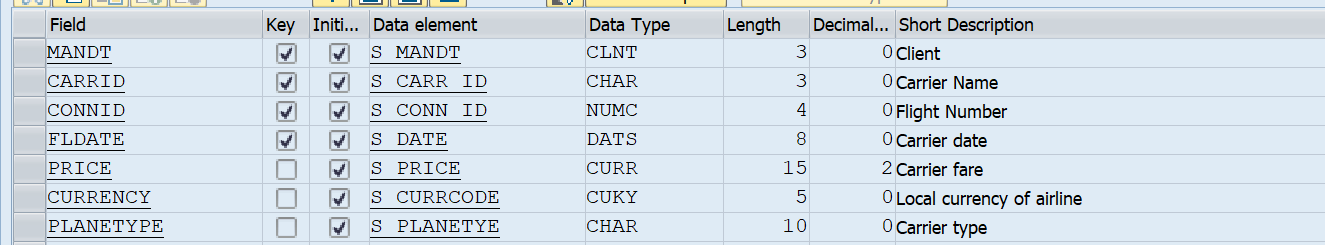 Field Key Initi... Data element Data Type Length Decimal... Short Description
MANDT S_MANDT CLNT 3 0 Client
CARRID S_CARR_ID CHAR 3 0 Carrier Name
CONNID S_CONN_ID NUMC 4 0 Flight Number
FLDATE S_DATE DATS 8 0 Carrier date
PRICE S_PRICE CURR 15 2 Carrier fare
CURRENCY S_CURRCODE CUKY 5 0 Local currency of airline
PLANETYPE S_PLANETYE CHAR 10 0 Carrier type